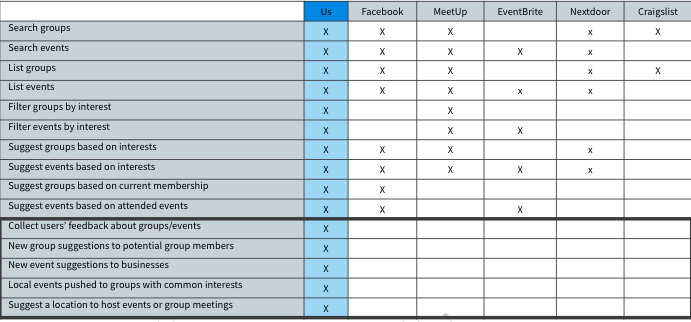 Us Facebook MeetUp EventBrite Nextdoor Craigslist
Search groups X X X x X
Search events X X X X x
List groups X X X x X
List events X X X x x
Filter groups by interest X X
Filter events by interest X X X
Suggest groups based on interests X X X x
Suggest events based on interests X X X X x
Suggest groups based on current membership X X
Suggest events based on attended events X X X
Collect users' feedback about groups/events X
New group suggestions to potential group members X
New event suggestions to businesses X
Local events pushed to groups with common interests X
Suggest a location to host events or group meetings X